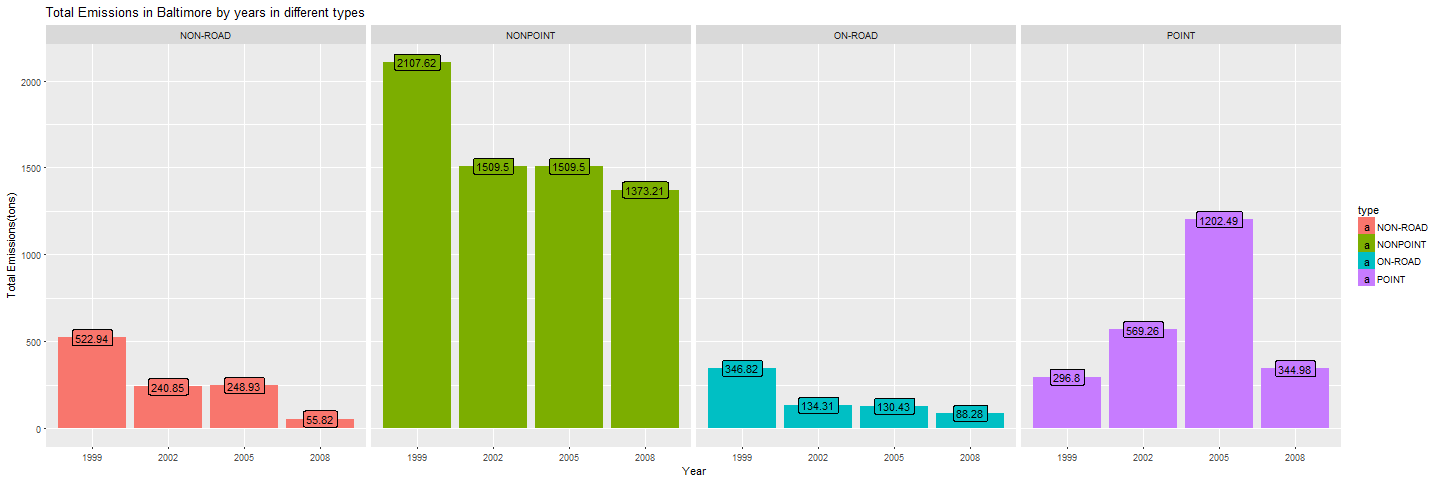 Total Emissions in Baltimore by years in different types
NON-ROAD
NONPOINT
ON-ROAD
POINT
Total Emissions(tons)
2000
1500
1000
500
0
522.94
240.85
248.93
55.82
2107.62
1509.5
1509.5
1373.21
346.82
134.31
130.43
88.28
296.8
569.26
1202.49
344.98
1999 2002 2005 2008
1999 2002 2005 2008
1999 2002 2005 2008
1999 2002 2005 2008
Year
type
a NON-ROAD
a NONPOINT
a ON-ROAD
a POINT